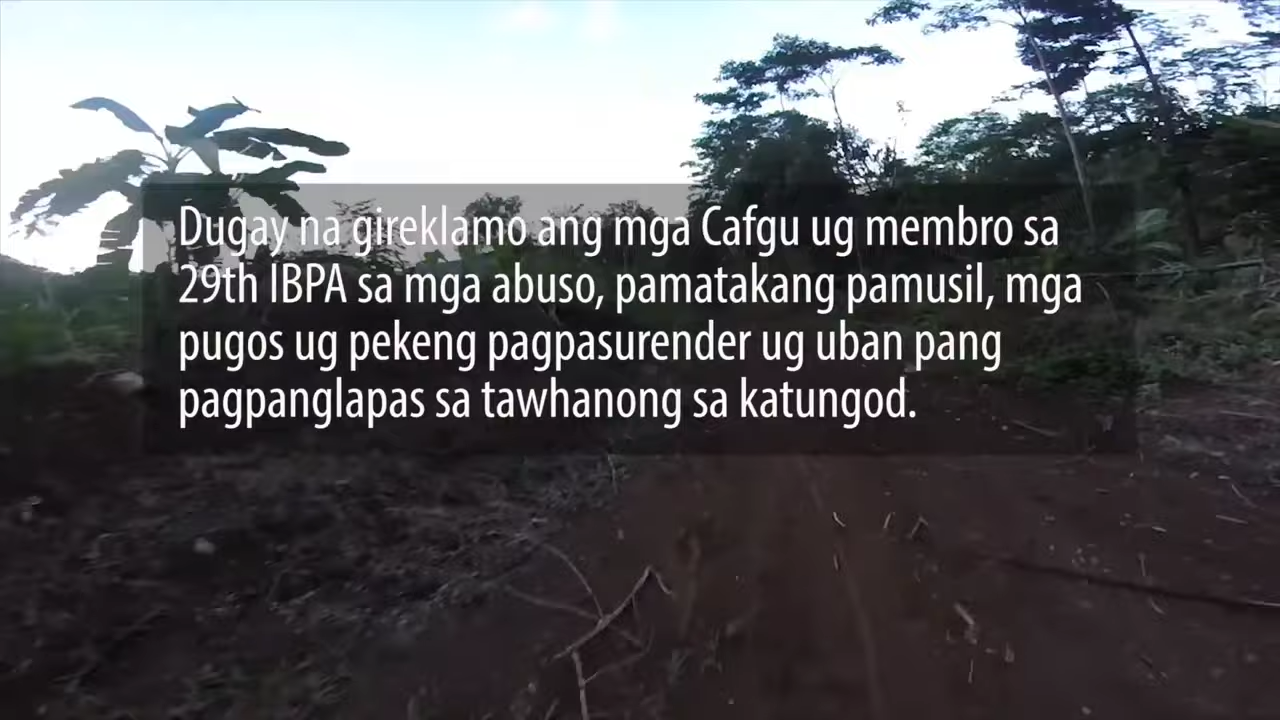 Dugay na gireklamo ang mga Cafgu ug membro sa
29th IBPA sa mga abuso, pamatakang pamusil, mga
pugos ug pekeng pagpasurender ug uban pang
pagpanglapas sa tawhanong sa katungod.